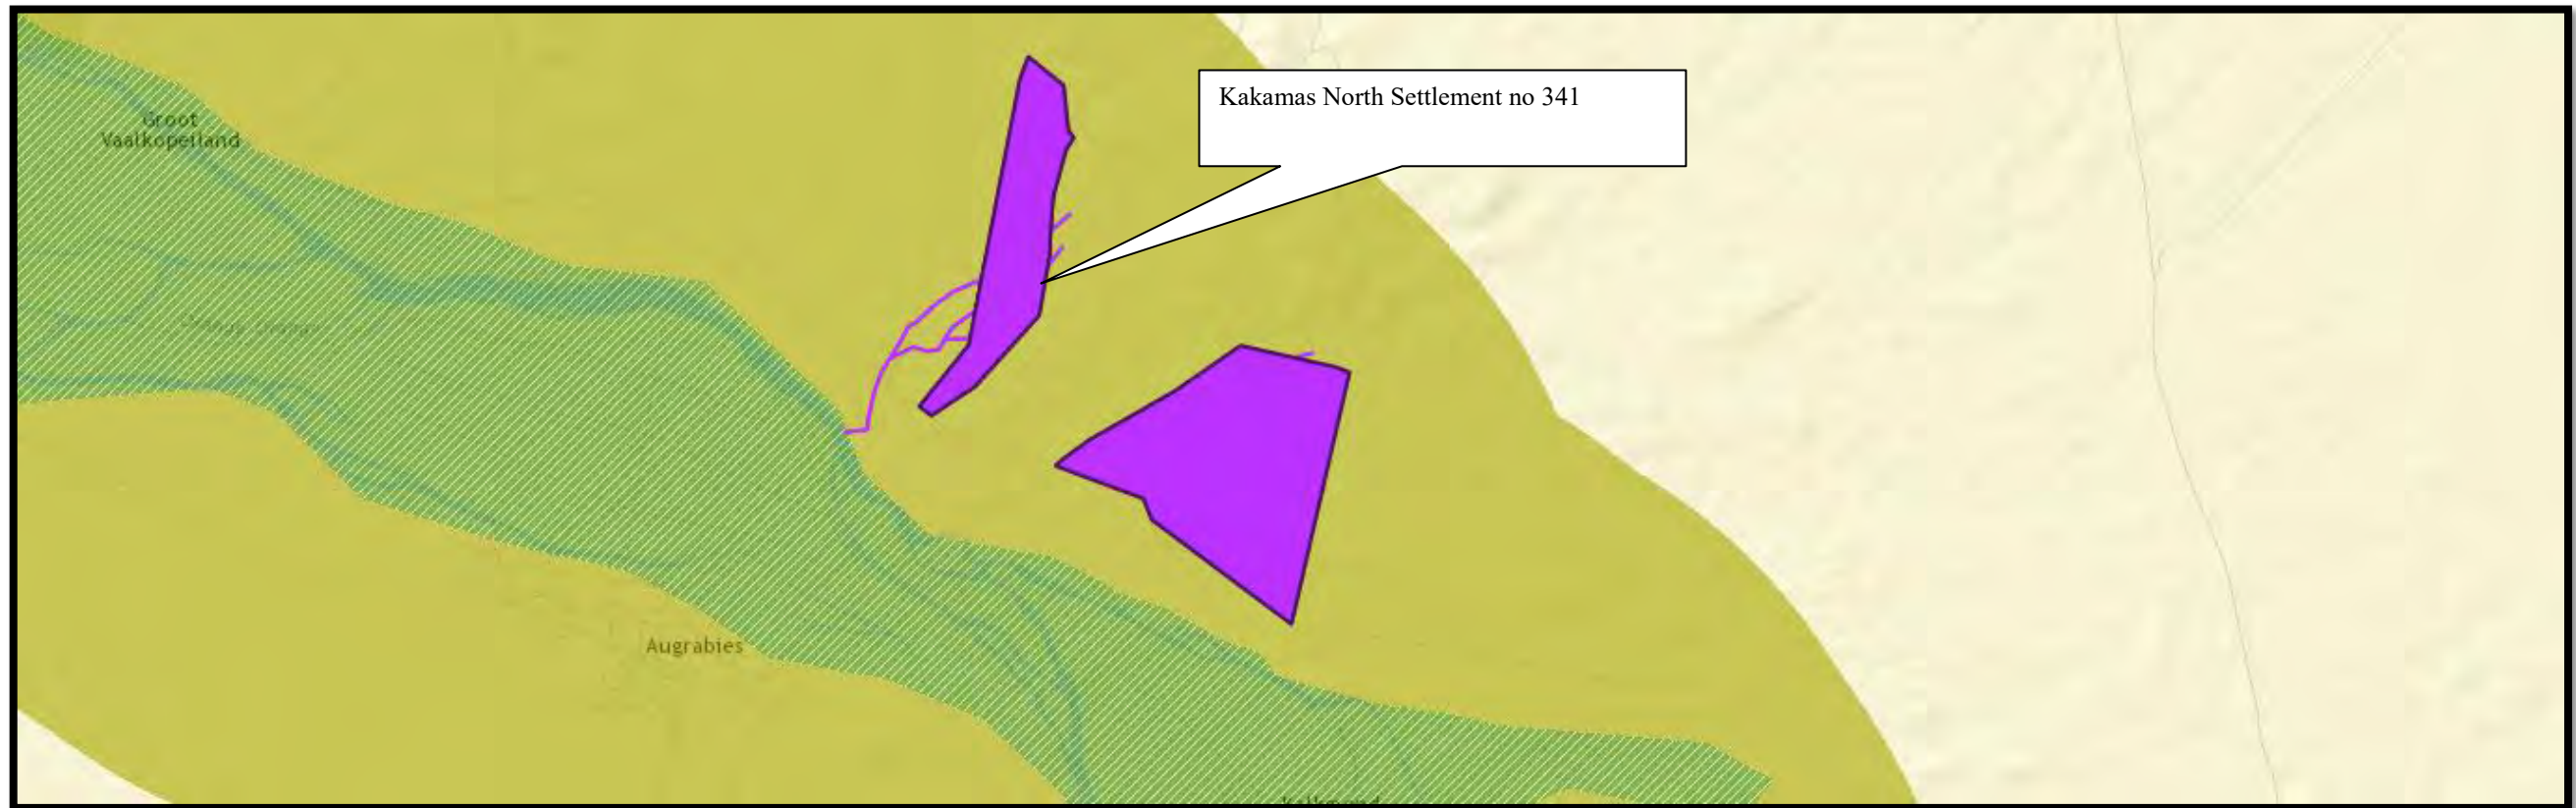 Groot
Vaalkopeiland
Kakamas North Settlement no 341
Augrabies